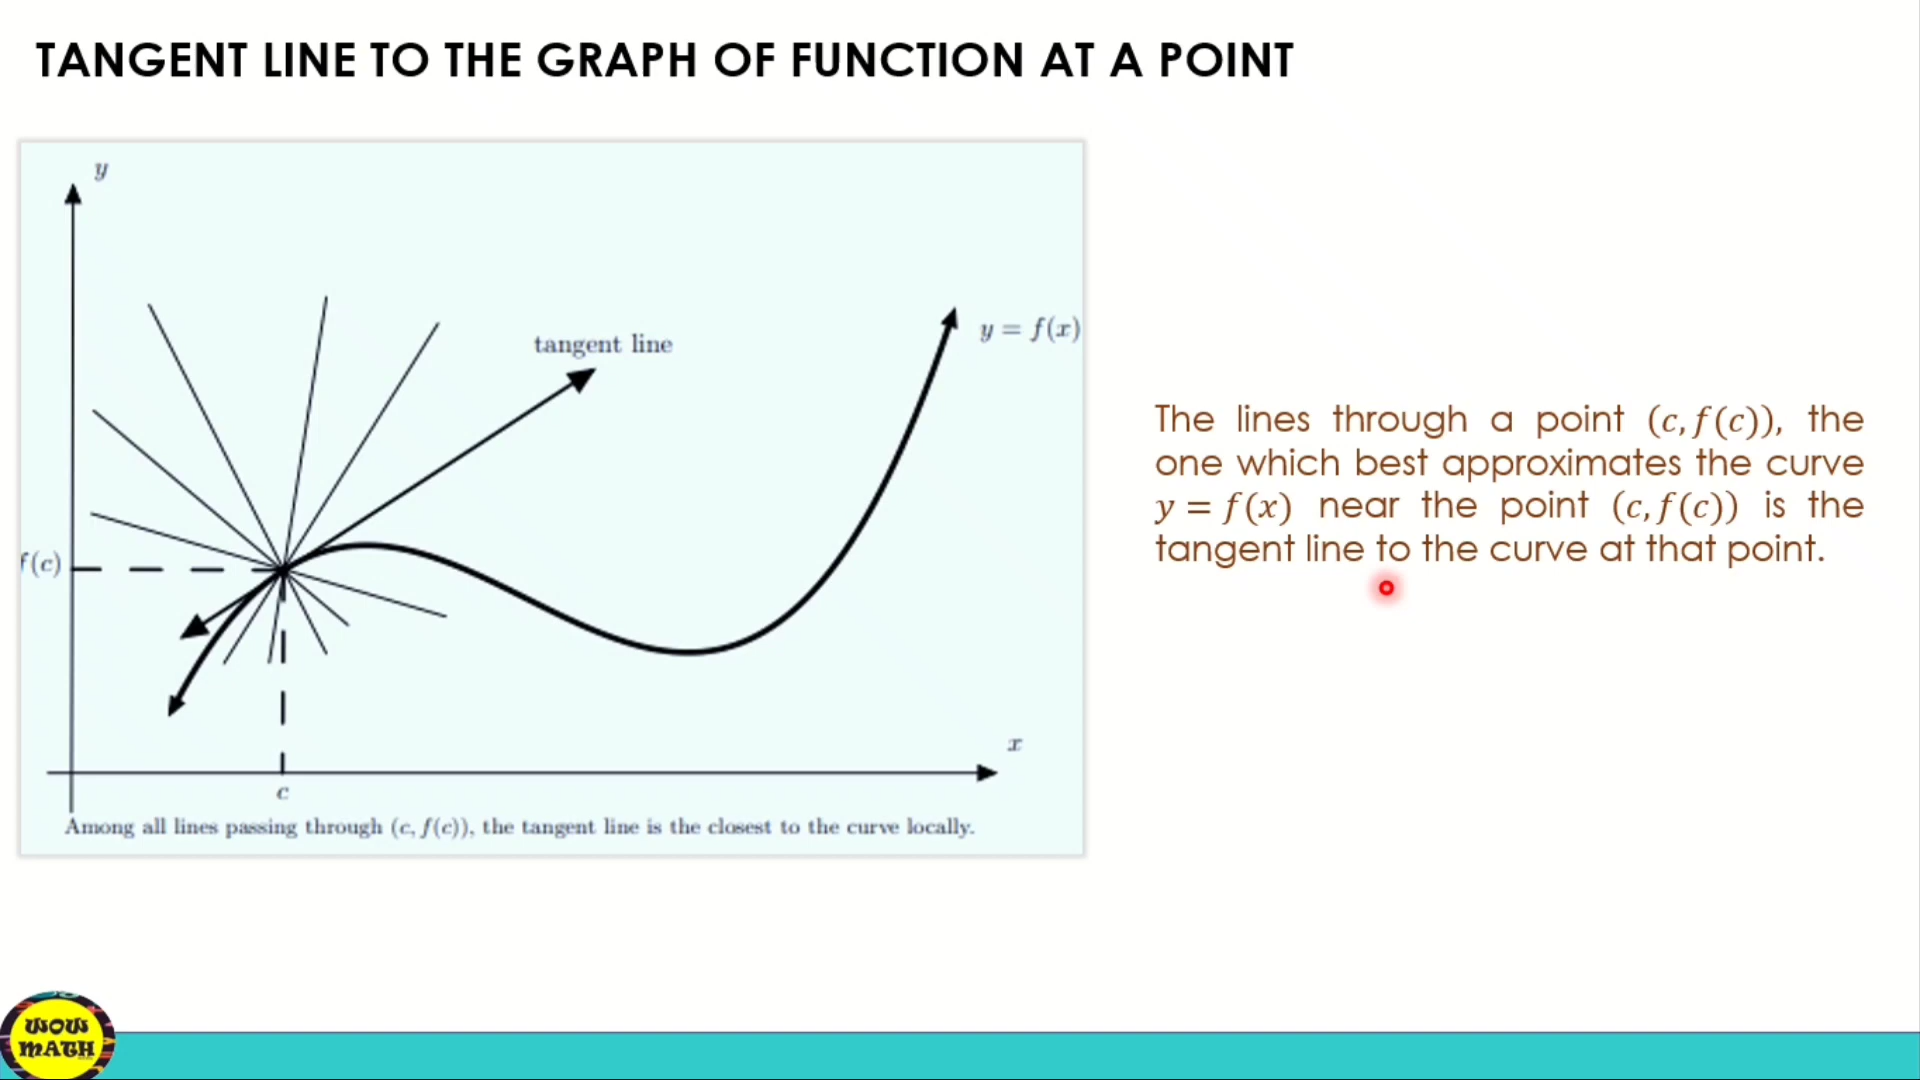 TANGENT LINE TO THE GRAPH OF FUNCTION AT A POINT
y
tangent line
y = f(x)
f(c)
x
c
Among all lines passing through (c, f(c)), the tangent line is the closest to the curve locally.
The lines through a point (c, f(c)), the
one which best approximates the curve
y = f(x) near the point (c, f(c)) is the
tangent line to the curve at that point.
WOW
MATH